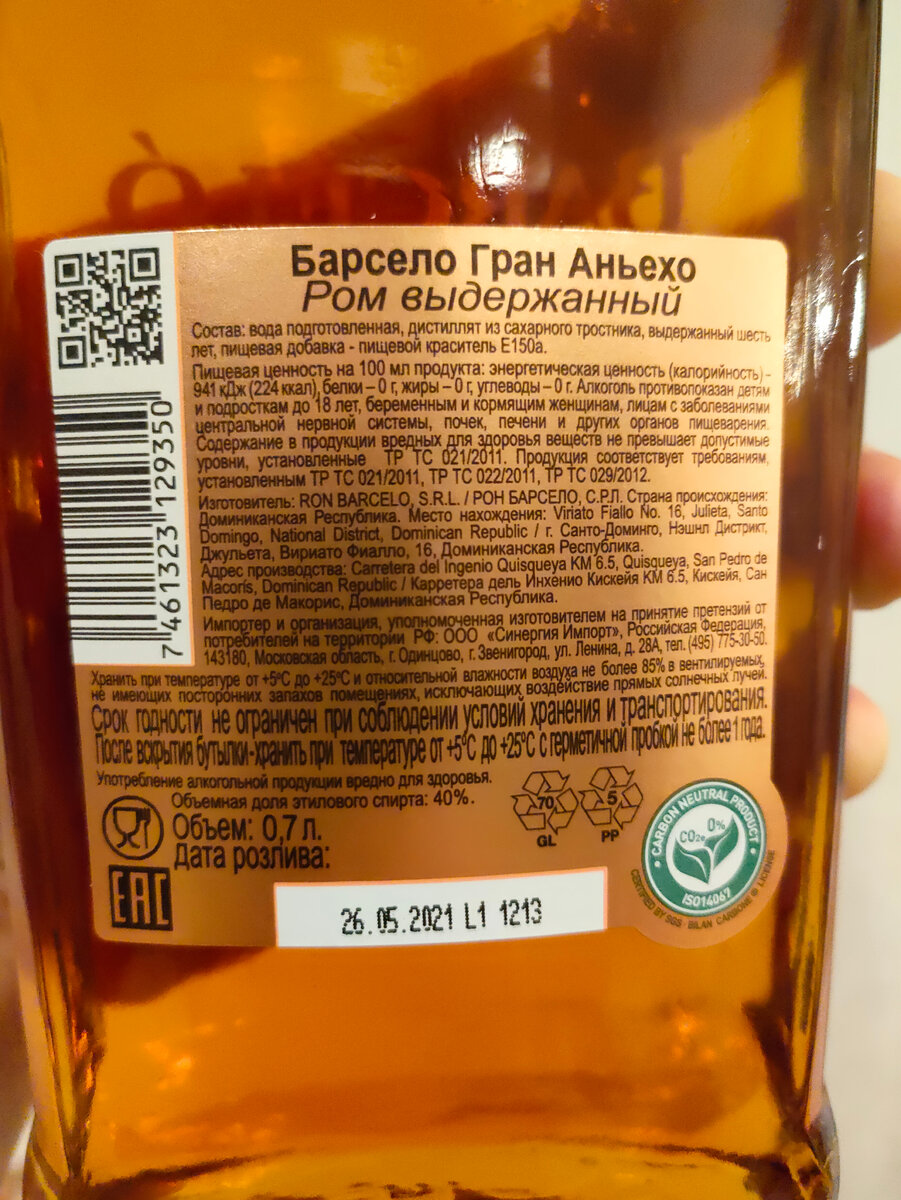 Барсело Гран Аньехо
Ром выдержанный
Состав: вода подготовленная, дистиллят из сахарного тростника, выдержанный шесть
лет, пищевая добавка - пищевой краситель Е150а.
Пищевая ценность на 100 мл продукта: энергетическая ценность (калорийность) -
941 кДж (224 ккал), белки – 0 г, жиры – 0 г, углеводы – 0 г. Алкоголь противопоказан детям
и подросткам до 18 лет, беременным и кормящим женщинам, лицам с заболеваниями
центральной нервной системы, почек, печени и других органов пищеварения.
Содержание в продукции вредных для здоровья веществ не превышает допустимые
уровни, установленные ТР ТС 021/2011. Продукция соответствует требованиям,
установленным ТР ТС 021/2011, ТР ТС 022/2011, ТР ТС 029/2012.
Изготовитель: RON BARCELO, S.R.L. / РОН БАРСЕЛО, С.Р.Л. Страна происхождения:
Доминиканская Республика. Место нахождения: Viriato Fiallo No. 16, Julieta, Santo
Domingo, National District, Dominican Republic / г. Санто-Доминго, Нэшнл Дистрикт,
Джульета, Вириато Фиалло, 16, Доминиканская Республика.
Адрес производства: Carretera del Ingenio Quisqueya KM 6.5, Quisqueya, San Pedro de
Macoris, Dominican Republic / Карретера дель Инхенио Кискейя КМ 6.5, Кискейя, Сан
Педро де Макорис, Доминиканская Республика.
Импортер и организация, уполномоченная изготовителем на принятие претензий от
потребителей на территории РФ: ООО «Синергия Импорт», Российская Федерация,
143180, Московская область, г. Одинцово, г. Звенигород, ул. Ленина, д. 28А, тел. (495) 775-30-50.
Хранить при температуре от +5°С до +25°С и относительной влажности воздуха не более 85% в вентилируемых,
не имеющих посторонних запахов помещениях, исключающих воздействие прямых солнечных лучей.
Срок годности не ограничен при соблюдении условий хранения и транспортирования.
После вскрытия бутылки-хранить при температуре от +5°С до +25°С с герметичной пробкой не более 1 года.
Употребление алкогольной продукции вредно для здоровья.
Объемная доля этилового спирта: 40%.
Объем: 0,7 л.
Дата розлива:
26.05.2021 L1 1213
7 461323 129350
EAC
70
GL
5
PP
CARBON NEUTRAL PRODUCT
CO2e 0%
ISO14067
CERTIFIED BY SGS BILAN CARBONE ® LICENSE